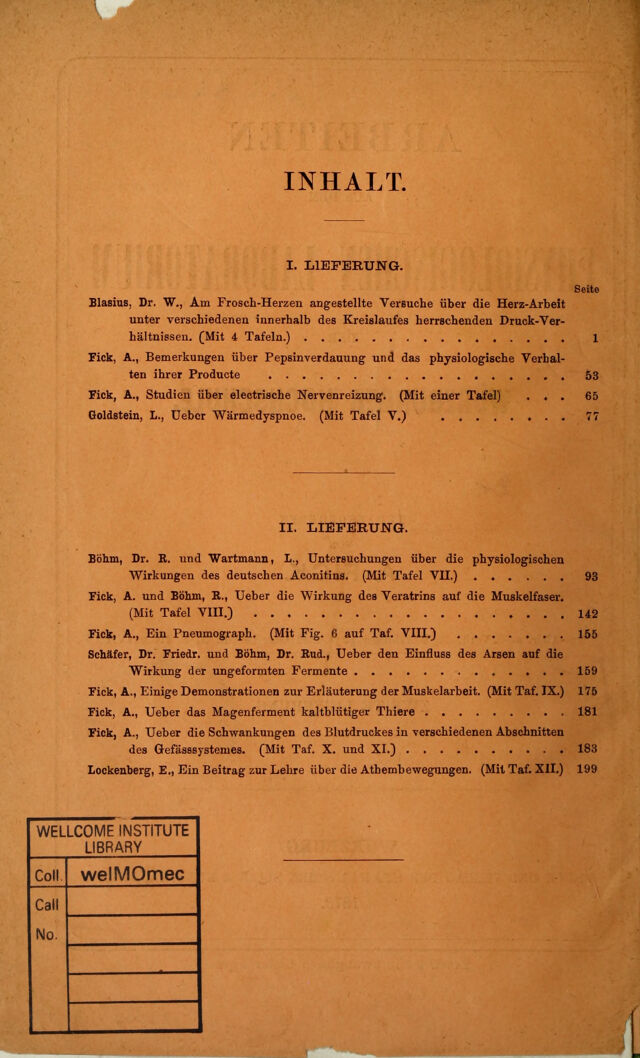 INHALT.
I. LIEFERUNG.
Seite
Blasius, Dr. W., Am Frosch-Herzen angestellte Versuche über die Herz-Arbeit
unter verschiedenen innerhalb des Kreislaufes herrschenden Druck-Ver-
hältnissen. (Mit 4 Tafeln.) . . . . . . . . . . . . . . . . 1
Fick, A., Bemerkungen über Pepsinverdauung und das physiologische Verhal-
ten ihrer Producte . . . . . . . . . . . . . . . . . . 53
Fick, A., Studien über electrische Nervenreizung. (Mit einer Tafel) . . . 65
Goldstein, L., Ueber Wärmedyspnoe. (Mit Tafel V.) . . . . . . . . 77
II. LIEFERUNG.
Böhm, Dr. R. und Wartmann, L., Untersuchungen über die physiologischen
Wirkungen des deutschen Aconitins. (Mit Tafel VII.) . . . . . . 93
Fick, A. und Böhm, R., Ueber die Wirkung des Veratrins auf die Muskelfaser.
(Mit Tafel VIII.) . . . . . . . . . . . . . . . . . . . 142
Fick, A., Ein Pneumograph. (Mit Fig. 6 auf Taf. VIII.) . . . . . . . 155
Schäfer, Dr. Friedr. und Böhm, Dr. Rud., Ueber den Einfluss des Arsen auf die
Wirkung der ungeformten Fermente . . . . . . . . . . . . . 159
Fick, A., Einige Demonstrationen zur Erläuterung der Muskelarbeit. (Mit Taf. IX.) 175
Fick, A., Ueber das Magenferment kaltblütiger Thiere . . . . . . . . . 181
Fick, A., Ueber die Schwankungen des Blutdruckes in verschiedenen Abschnitten
des Gefässsystemes. (Mit Taf. X. und XI.) . . . . . . . . . . 183
Lockenberg, E., Ein Beitrag zur Lehre über die Athembewegungen. (Mit Taf. XII.) 199
WELLCOME INSTITUTE
LIBRARY
Coll. welMOmec
Call
No.